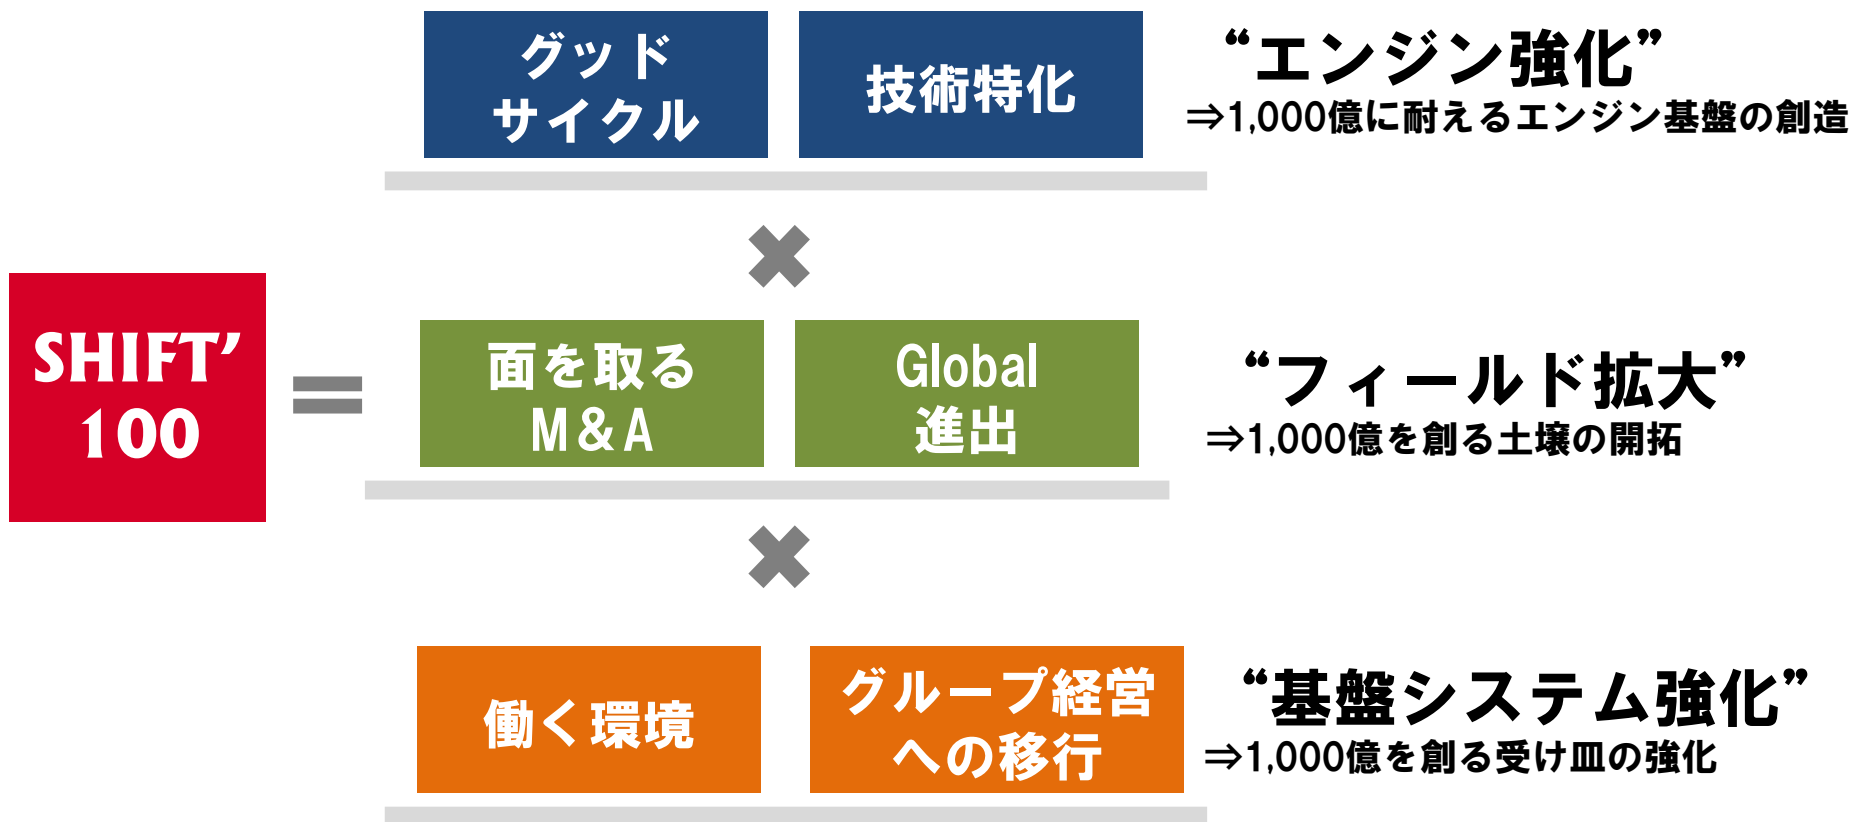 グッド
サイクル
技術特化
“エンジン強化”
⇒1,000億に耐えるエンジン基盤の創造
✖
SHIFT’
100
=
面を取る
M&A
Global
進出
“フィールド拡大”
⇒1,000億を創る土壌の開拓
✖
働く環境
グループ経営
への移行
“基盤システム強化”
⇒1,000億を創る受け皿の強化